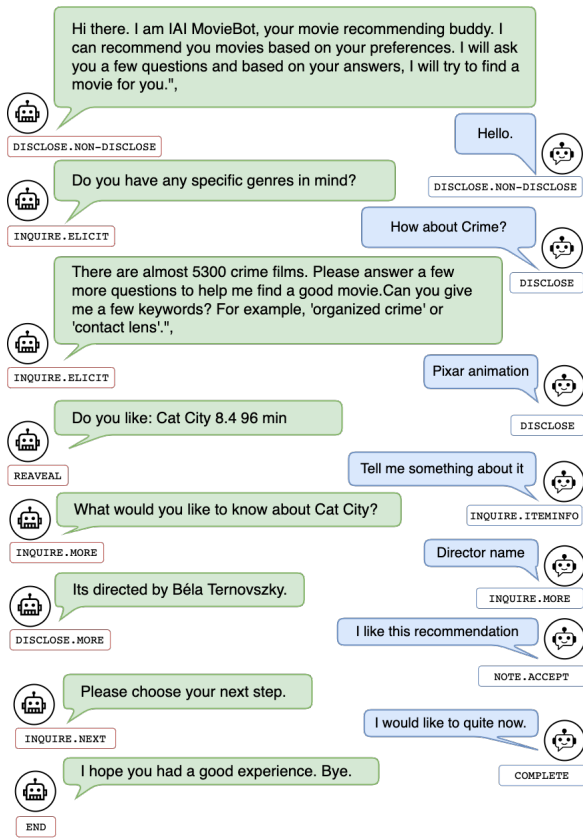 Hi there. I am IAI MovieBot, your movie recommending buddy. I
can recommend you movies based on your preferences. I will ask
you a few questions and based on your answers, I will try to find a
movie for you.",
DISCLOSE.NON-DISCLOSE
Hello.
DISCLOSE.NON-DISCLOSE
Do you have any specific genres in mind?
INQUIRE.ELICIT
How about Crime?
DISCLOSE
There are almost 5300 crime films. Please answer a few
more questions to help me find a good movie.Can you give
me a few keywords? For example, 'organized crime' or
'contact lens'.",
INQUIRE.ELICIT
Pixar animation
DISCLOSE
Do you like: Cat City 8.4 96 min
REAVEAL
Tell me something about it
INQUIRE.ITEMINFO
What would you like to know about Cat City?
INQUIRE.MORE
Director name
INQUIRE.MORE
Its directed by Béla Ternovszky.
DISCLOSE.MORE
I like this recommendation
NOTE.ACCEPT
Please choose your next step.
INQUIRE.NEXT
I would like to quite now.
COMPLETE
I hope you had a good experience. Bye.
END